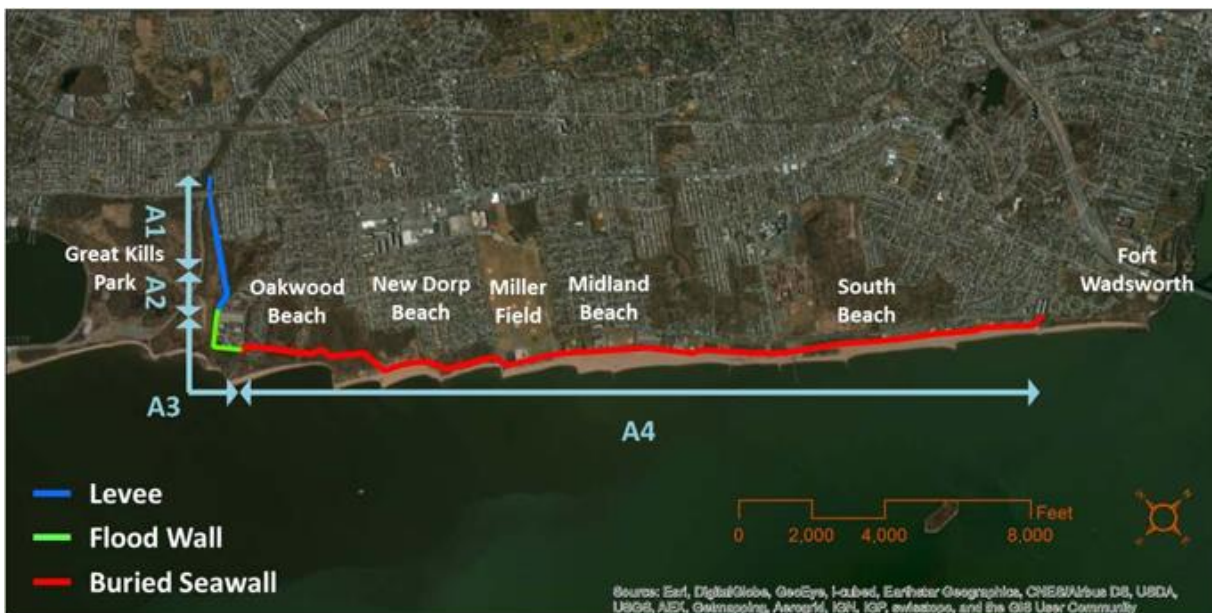 A1
Great Kills
Park
A2
Oakwood
Beach
New Dorp
Beach
Miller
Field
Midland
Beach
South
Beach
Fort
Wadsworth
A3
A4
Levee
Flood Wall
Buried Seawall
Feet
0 2,000 4,000 8,000
Source: Esri, DigitalGlobe, GeoEye, i-cubed, Earthstar Geographics, CNES/Airbus DS, USDA,
USGS, AEX, Getmapping, Aerogrid, IGN, IGP, swisstopo, and the GIS User Community